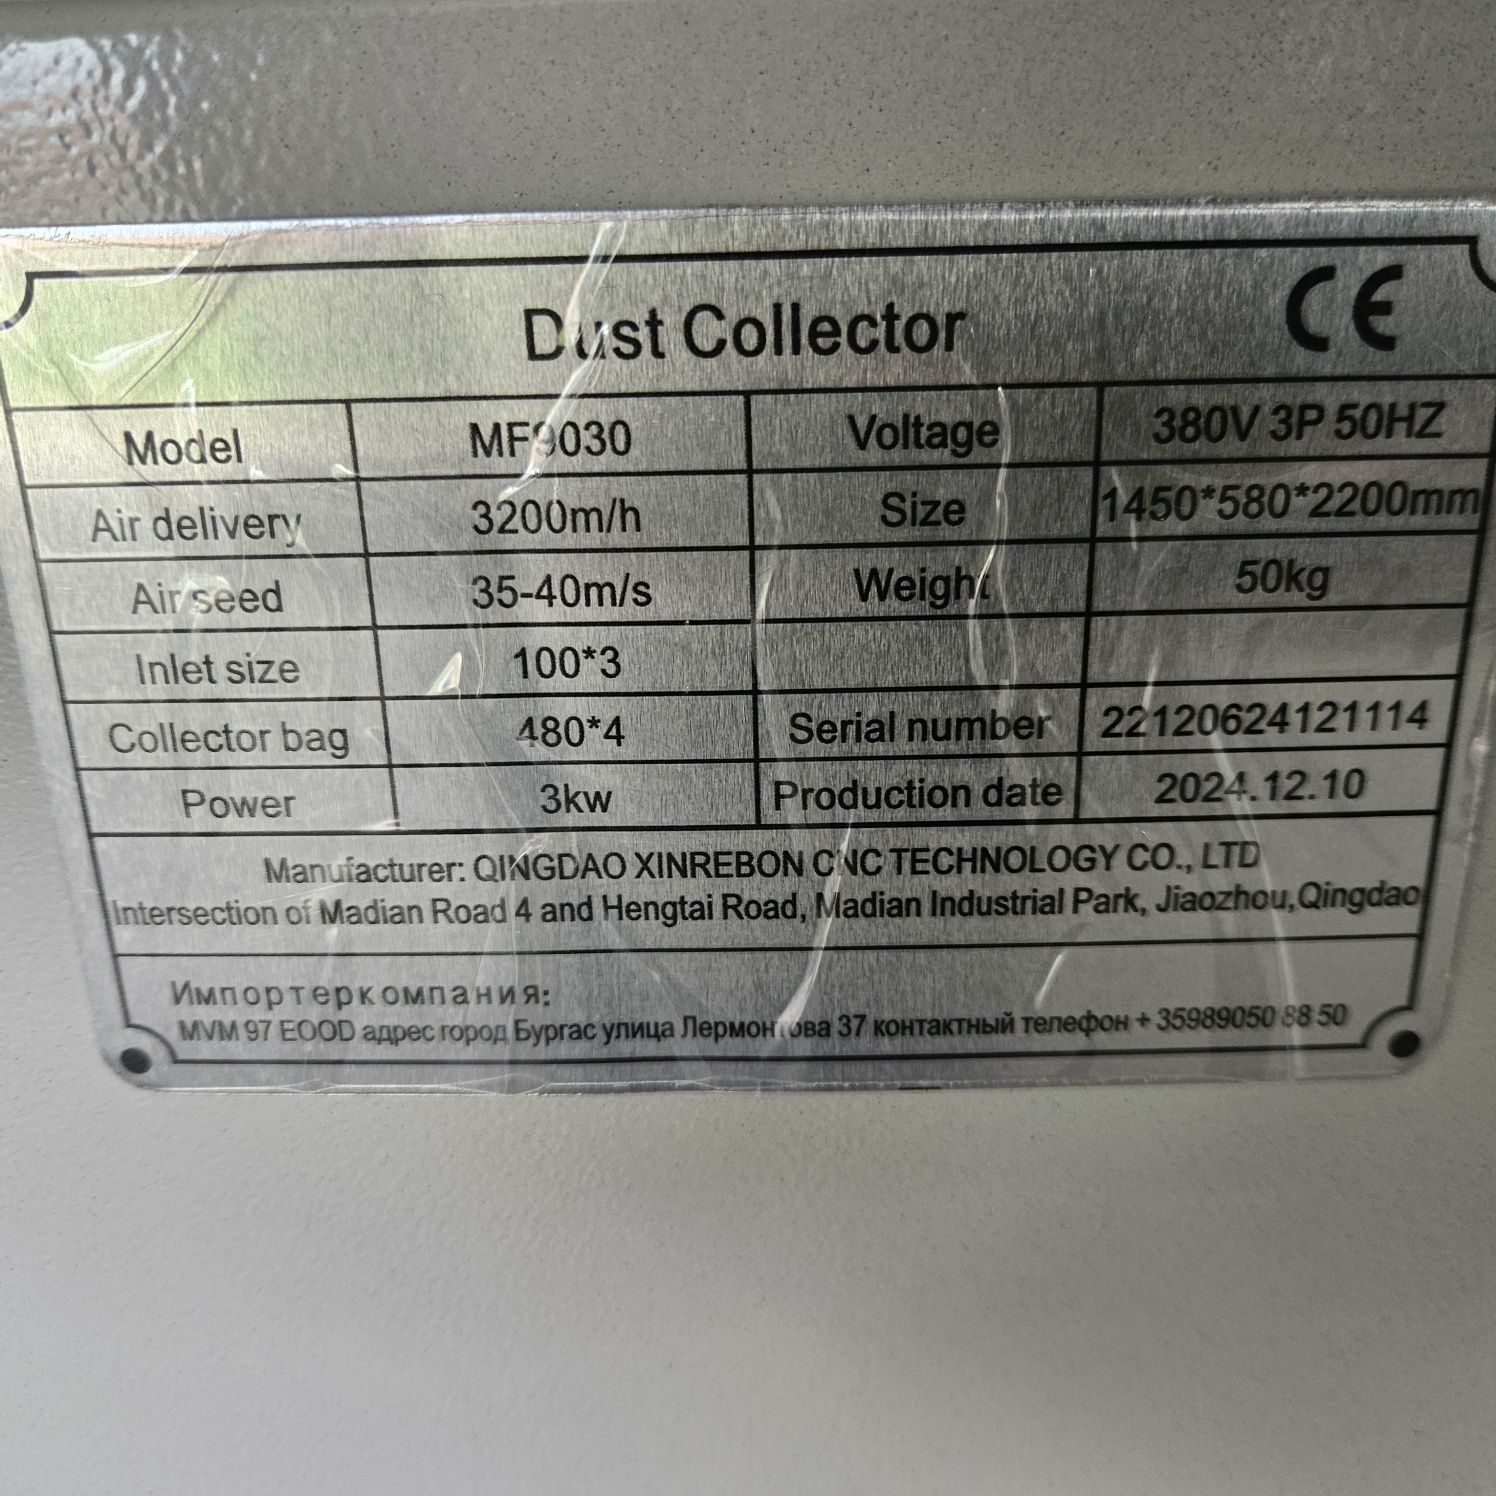 Dust Collector CE
Model MF9030 Voltage 380V 3P 50HZ
Air delivery 3200m/h Size 1450*580*2200mm
Air seed 35-40m/s Weight 50kg
Inlet size 100*3
Collector bag 480*4 Serial number 22120624121114
Power 3kw Production date 2024.12.10
Manufacturer: QINGDAO XINREBON CNC TECHNOLOGY CO., LTD
Intersection of Madian Road 4 and Hengtai Road, Madian Industrial Park, Jiaozhou,Qingdao
Импортеркомпания:
MVM 97 EOOD адрес город Бургас улица Лермонтова 37 контактный телефон + 35989050 88 50